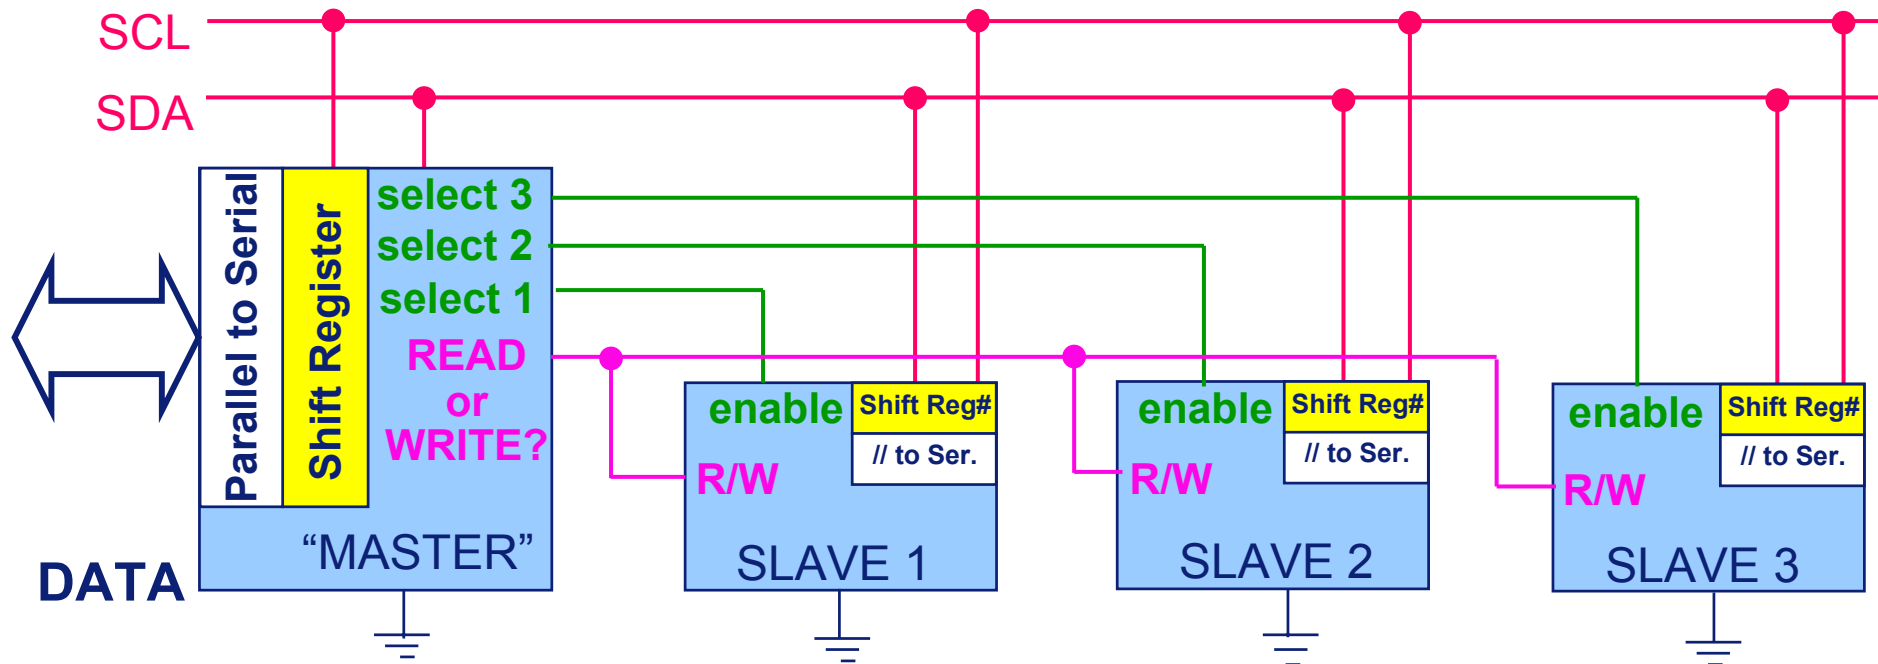 SCL
SDA
Parallel to Serial
Shift Register
select 3
select 2
select 1
READ
or
WRITE?
“MASTER”
DATA
enable
Shift Reg#
// to Ser.
R/W
SLAVE 1
enable
Shift Reg#
// to Ser.
R/W
SLAVE 2
enable
Shift Reg#
// to Ser.
R/W
SLAVE 3